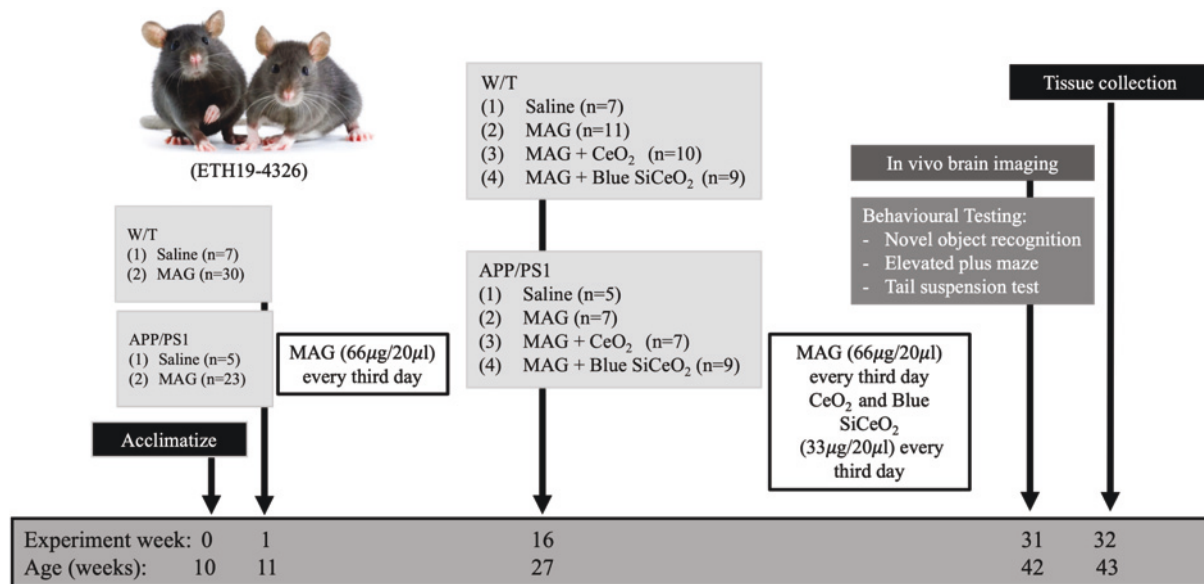 (ETH19-4326)
W/T
(1) Saline (n=7)
(2) MAG (n=30)
APP/PS1
(1) Saline (n=5)
(2) MAG (n=23)
Acclimatize
MAG (66μg/20μl)
every third day
W/T
(1) Saline (n=7)
(2) MAG (n=11)
(3) MAG + CeO₂ (n=10)
(4) MAG + Blue SiCeO₂ (n=9)
APP/PS1
(1) Saline (n=5)
(2) MAG (n=7)
(3) MAG + CeO₂ (n=7)
(4) MAG + Blue SiCeO₂ (n=9)
MAG (66μg/20μl)
every third day
CeO₂ and Blue
SiCeO₂
(33μg/20μl) every
third day
In vivo brain imaging
Behavioural Testing:
- Novel object recognition
- Elevated plus maze
- Tail suspension test
Tissue collection
Experiment week: 0 1 16 31 32
Age (weeks): 10 11 27 42 43